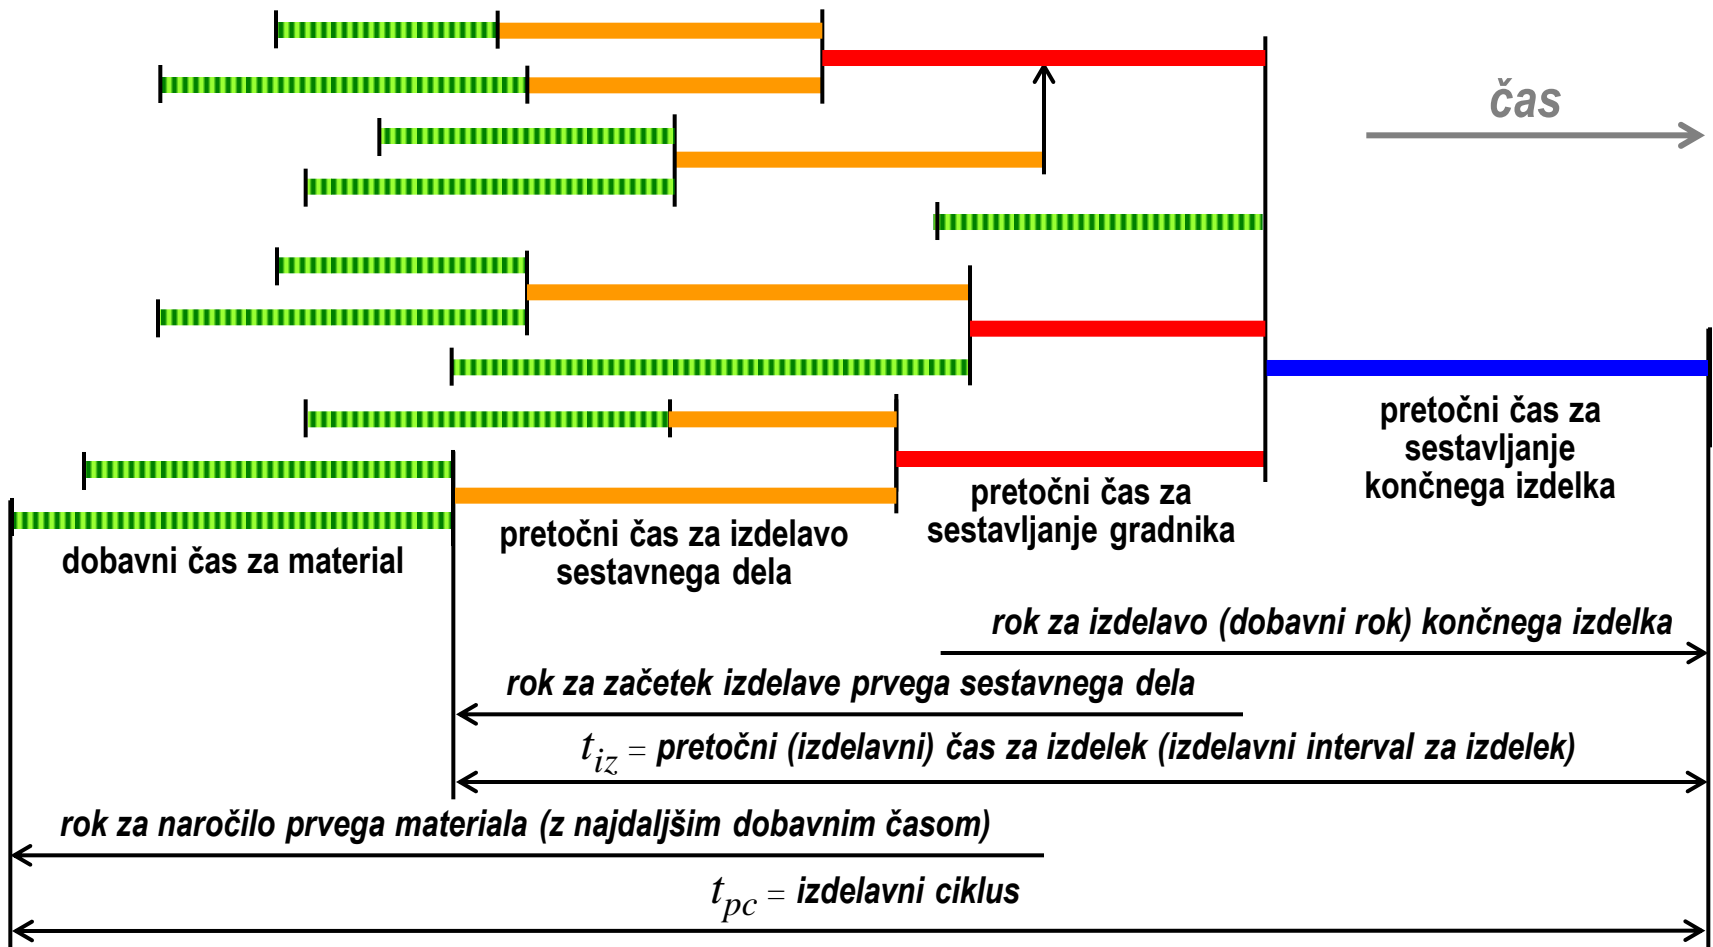 čas
pretočni čas za
sestavljanje
končnega izdelka
pretočni čas za
sestavljanje gradnika
pretočni čas za izdelavo
sestavnega dela
dobavni čas za material
rok za izdelavo (dobavni rok) končnega izdelka
rok za začetek izdelave prvega sestavnega dela
t_iz = pretočni (izdelavni) čas za izdelek (izdelavni interval za izdelek)
rok za naročilo prvega materiala (z najdaljšim dobavnim časom)
t_pc = izdelavni ciklus